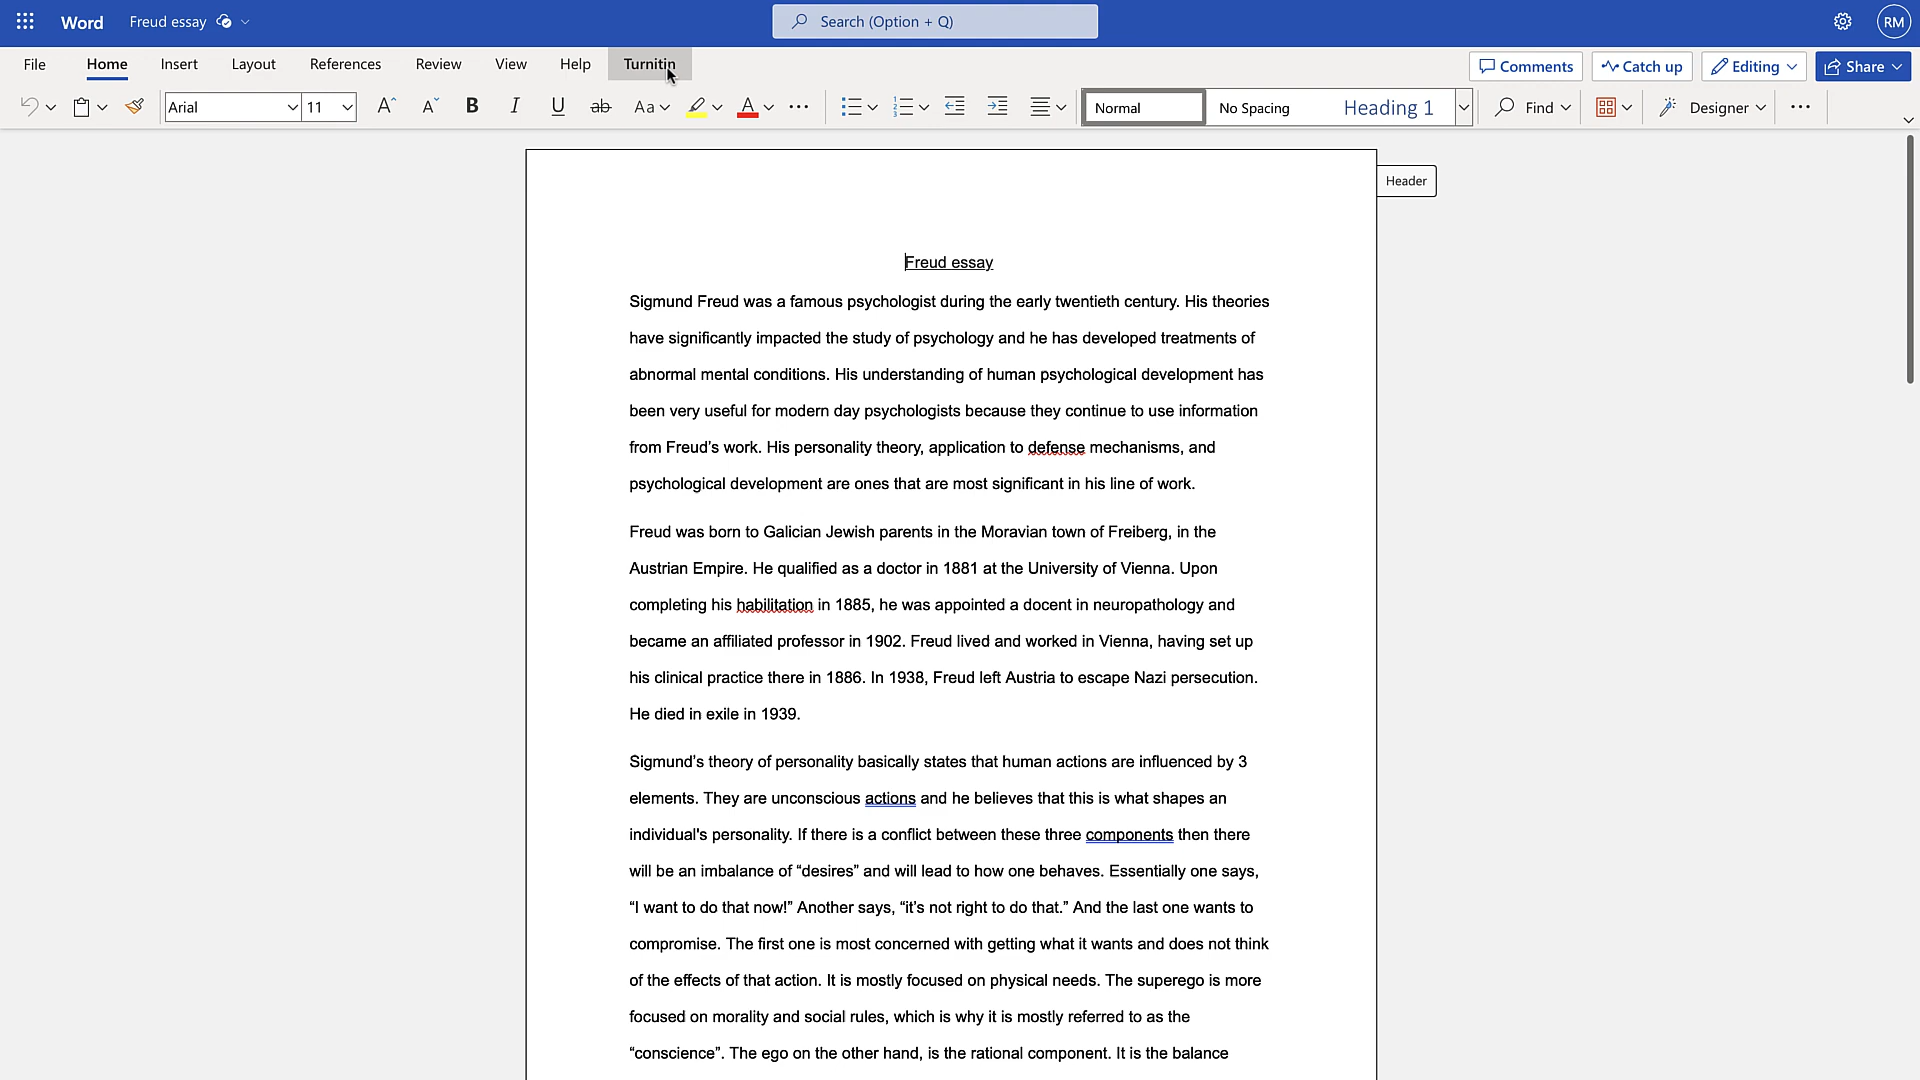 Word
Freud essay
Search (Option + Q)
RM
File
Home
Insert
Layout
References
Review
View
Help
Turnitin
Comments
Catch up
Editing
Share
Arial
11
Normal
No Spacing
Heading 1
Find
Designer
Header
Freud essay
Sigmund Freud was a famous psychologist during the early twentieth century. His theories
have significantly impacted the study of psychology and he has developed treatments of
abnormal mental conditions. His understanding of human psychological development has
been very useful for modern day psychologists because they continue to use information
from Freud’s work. His personality theory, application to defense mechanisms, and
psychological development are ones that are most significant in his line of work.
Freud was born to Galician Jewish parents in the Moravian town of Freiberg, in the
Austrian Empire. He qualified as a doctor in 1881 at the University of Vienna. Upon
completing his habilitation in 1885, he was appointed a docent in neuropathology and
became an affiliated professor in 1902. Freud lived and worked in Vienna, having set up
his clinical practice there in 1886. In 1938, Freud left Austria to escape Nazi persecution.
He died in exile in 1939.
Sigmund’s theory of personality basically states that human actions are influenced by 3
elements. They are unconscious actions and he believes that this is what shapes an
individual's personality. If there is a conflict between these three components then there
will be an imbalance of “desires” and will lead to how one behaves. Essentially one says,
“I want to do that now!” Another says, “it’s not right to do that.” And the last one wants to
compromise. The first one is most concerned with getting what it wants and does not think
of the effects of that action. It is mostly focused on physical needs. The superego is more
focused on morality and social rules, which is why it is mostly referred to as the
“conscience”. The ego on the other hand, is the rational component. It is the balance